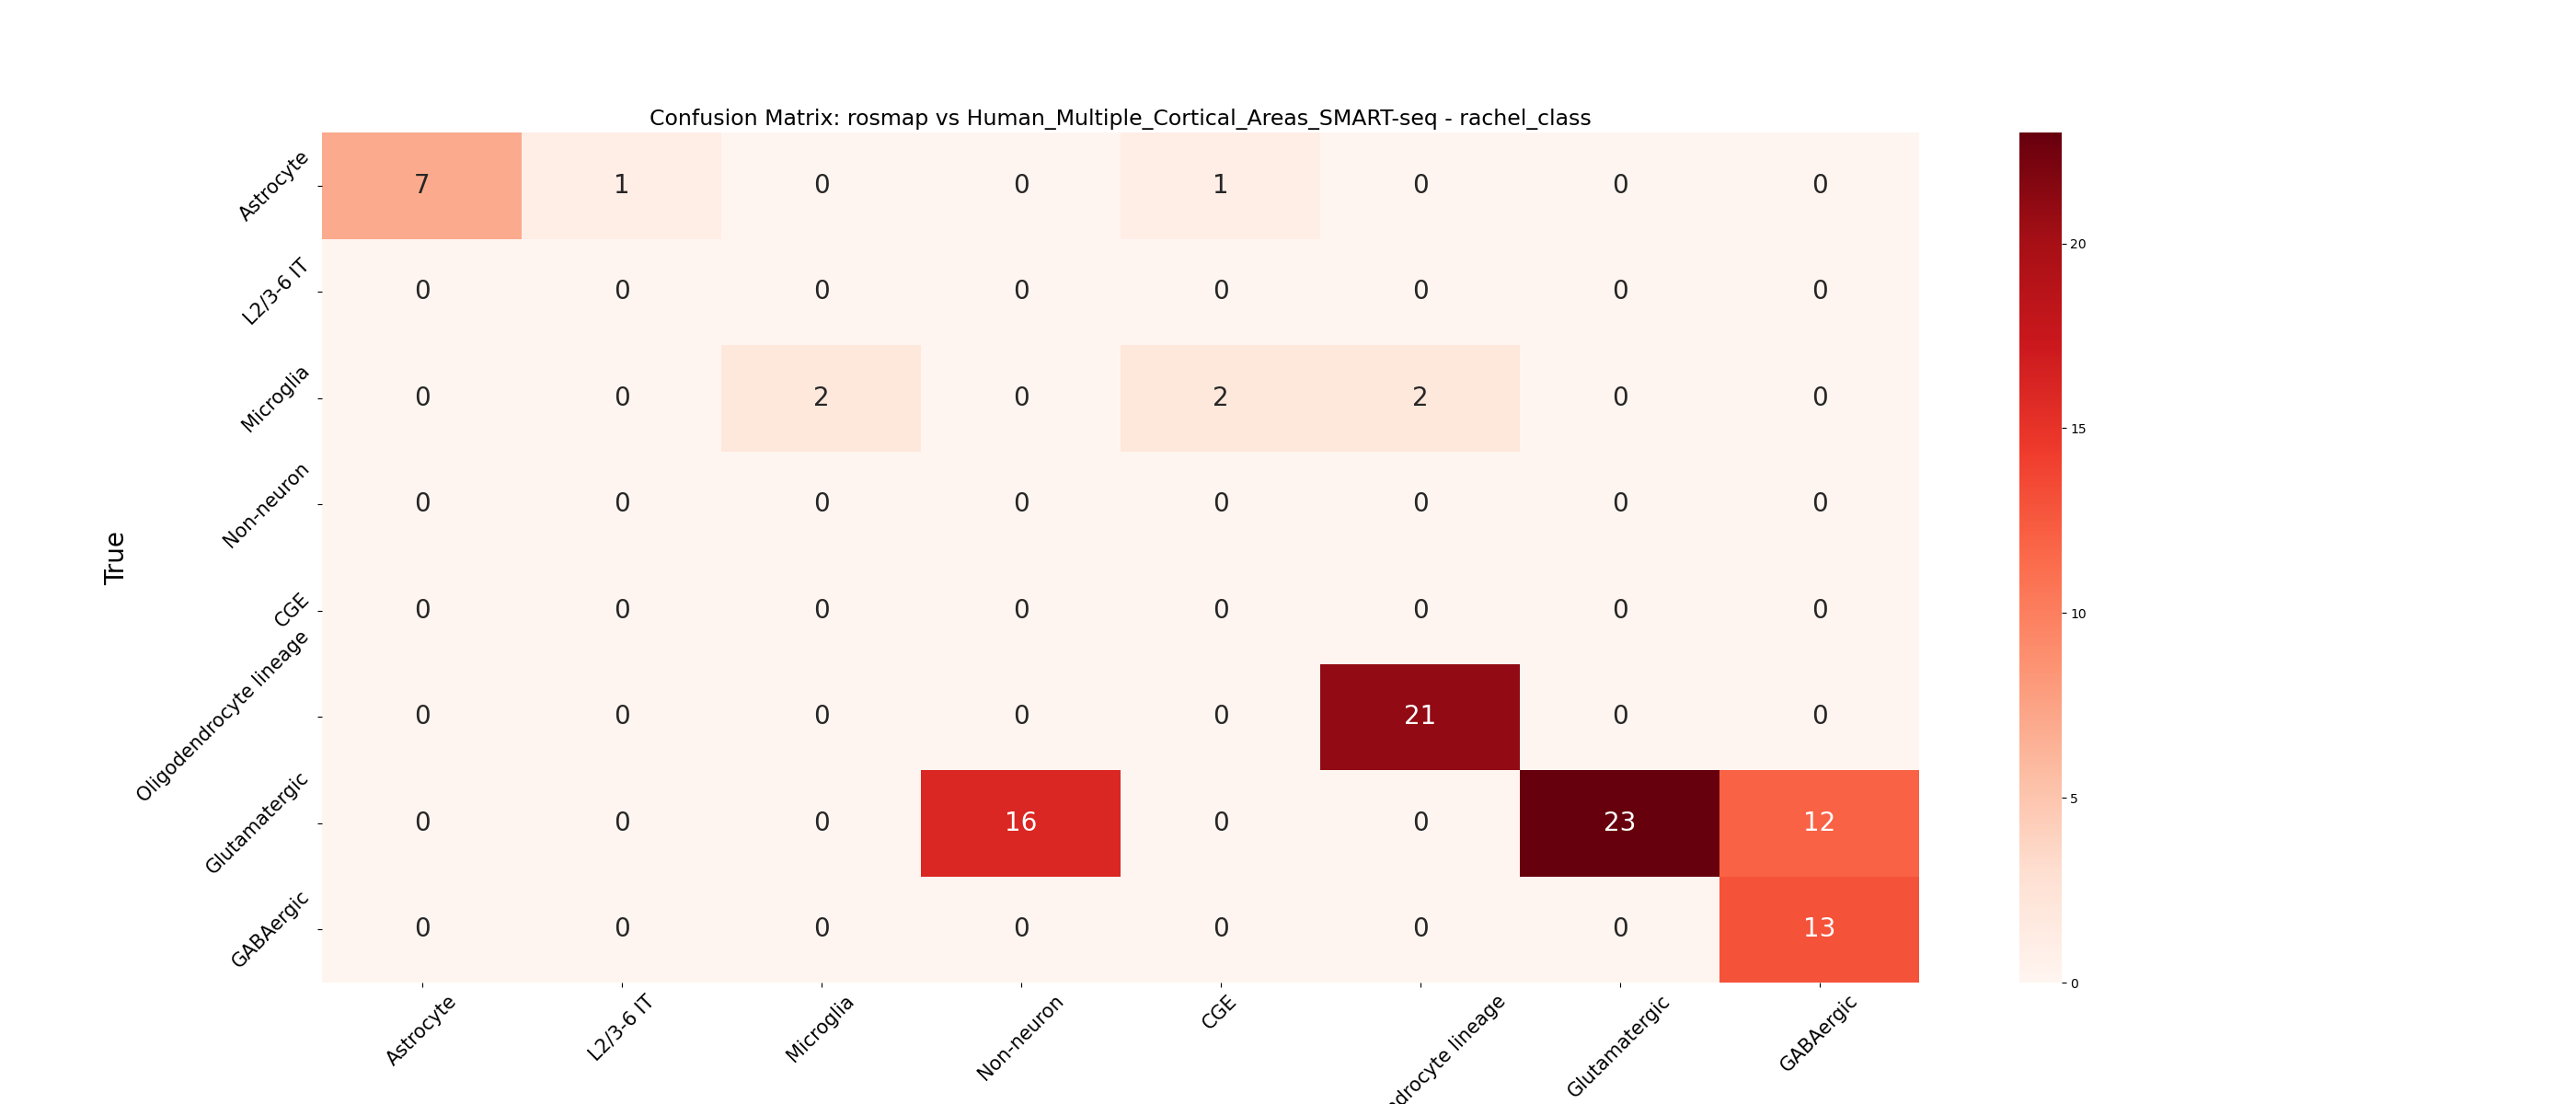 Confusion Matrix: rosmap vs Human_Multiple_Cortical_Areas_SMART-seq - rachel_class
True
Astrocyte 7 1 0 0 1 0 0 0
L2/3-6 IT 0 0 0 0 0 0 0 0
Microglia 0 0 2 0 2 2 0 0
Non-neuron 0 0 0 0 0 0 0 0
CGE 0 0 0 0 0 0 0 0
Oligodendrocyte lineage 0 0 0 0 0 21 0 0
Glutamatergic 0 0 0 16 0 0 23 12
GABAergic 0 0 0 0 0 0 0 13
Astrocyte L2/3-6 IT Microglia Non-neuron CGE ndrocyte lineage Glutamatergic GABAergic
20
15
10
5
0